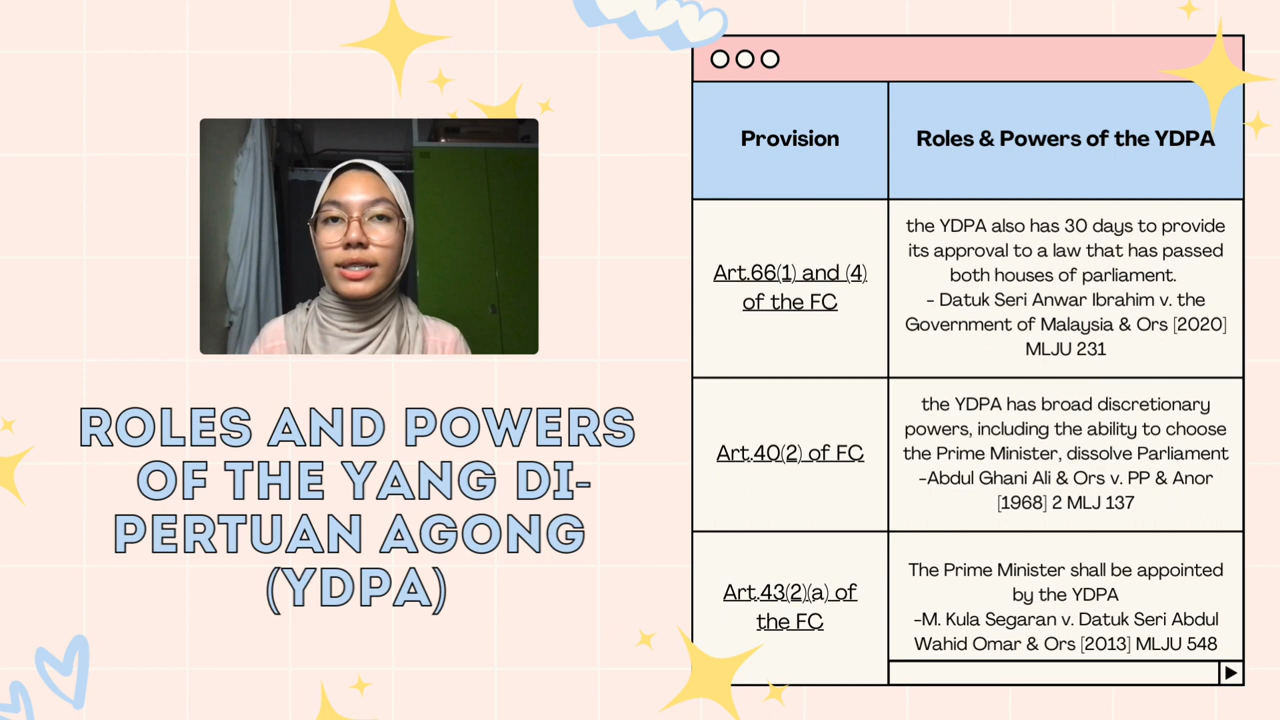 ROLES AND POWERS
OF THE YANG DI-
PERTUAN AGONG
(YDPA)
Provision
Roles & Powers of the YDPA
Art.66(1) and (4)
of the FC
the YDPA also has 30 days to provide
its approval to a law that has passed
both houses of parliament.
- Datuk Seri Anwar Ibrahim v. the
Government of Malaysia & Ors [2020]
MLJU 231
Art.40(2) of FC
the YDPA has broad discretionary
powers, including the ability to choose
the Prime Minister, dissolve Parliament
-Abdul Ghani Ali & Ors v. PP & Anor
[1968] 2 MLJ 137
Art.43(2)(a) of
the FC
The Prime Minister shall be appointed
by the YDPA
-M. Kula Segaran v. Datuk Seri Abdul
Wahid Omar & Ors [2013] MLJU 548